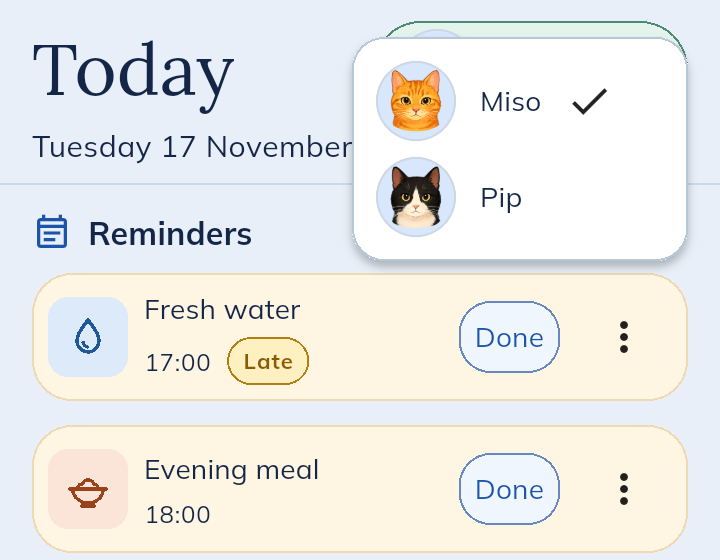 Today
Tuesday 17 November
Miso
Pip
Reminders
Fresh water
17:00 Late
Done
Evening meal
18:00
Done